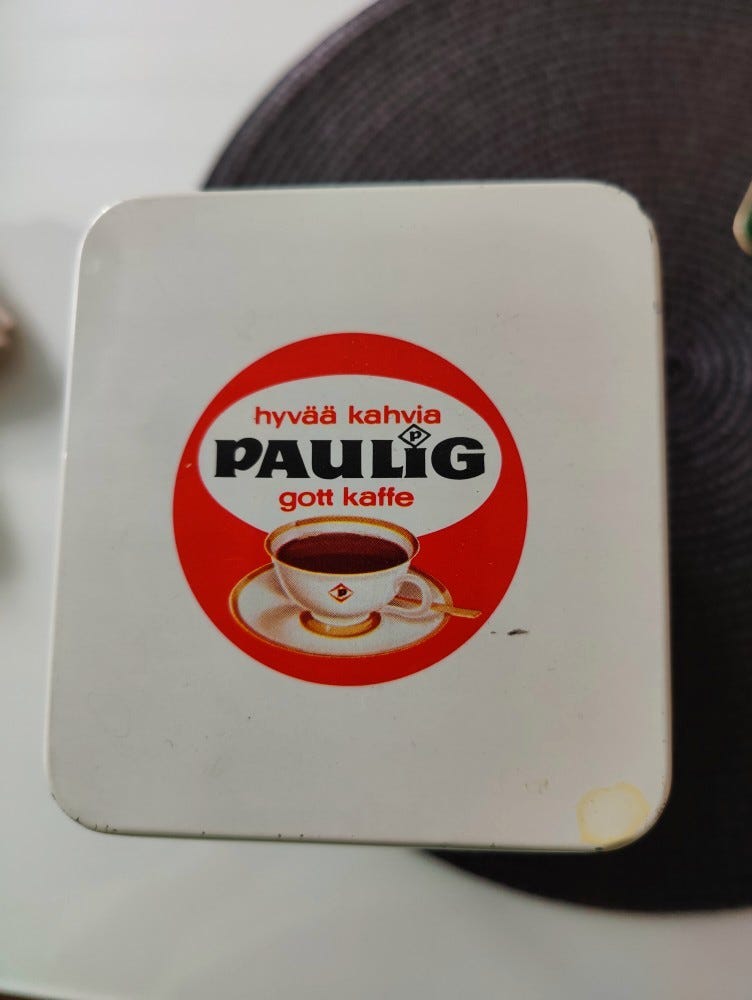 hyvää kahvia
P
PAULiG
gott kaffe
P